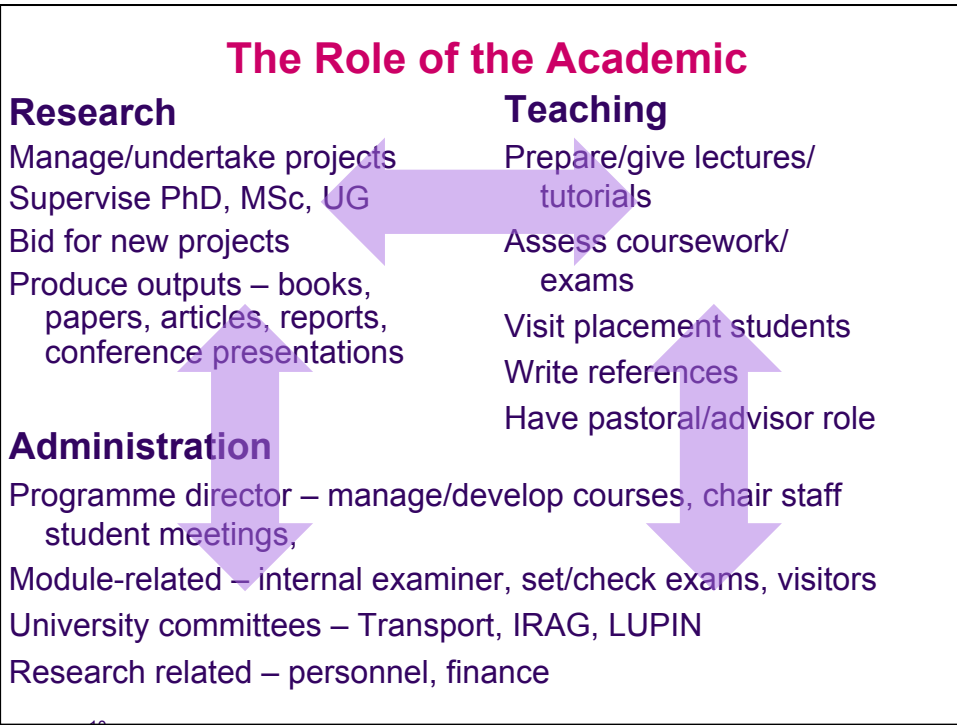 The Role of the Academic
Research
Manage/undertake projects
Supervise PhD, MSc, UG
Bid for new projects
Produce outputs – books,
papers, articles, reports,
conference presentations
Teaching
Prepare/give lectures/
tutorials
Assess coursework/
exams
Visit placement students
Write references
Have pastoral/advisor role
Administration
Programme director – manage/develop courses, chair staff
student meetings,
Module-related – internal examiner, set/check exams, visitors
University committees – Transport, IRAG, LUPIN
Research related – personnel, finance